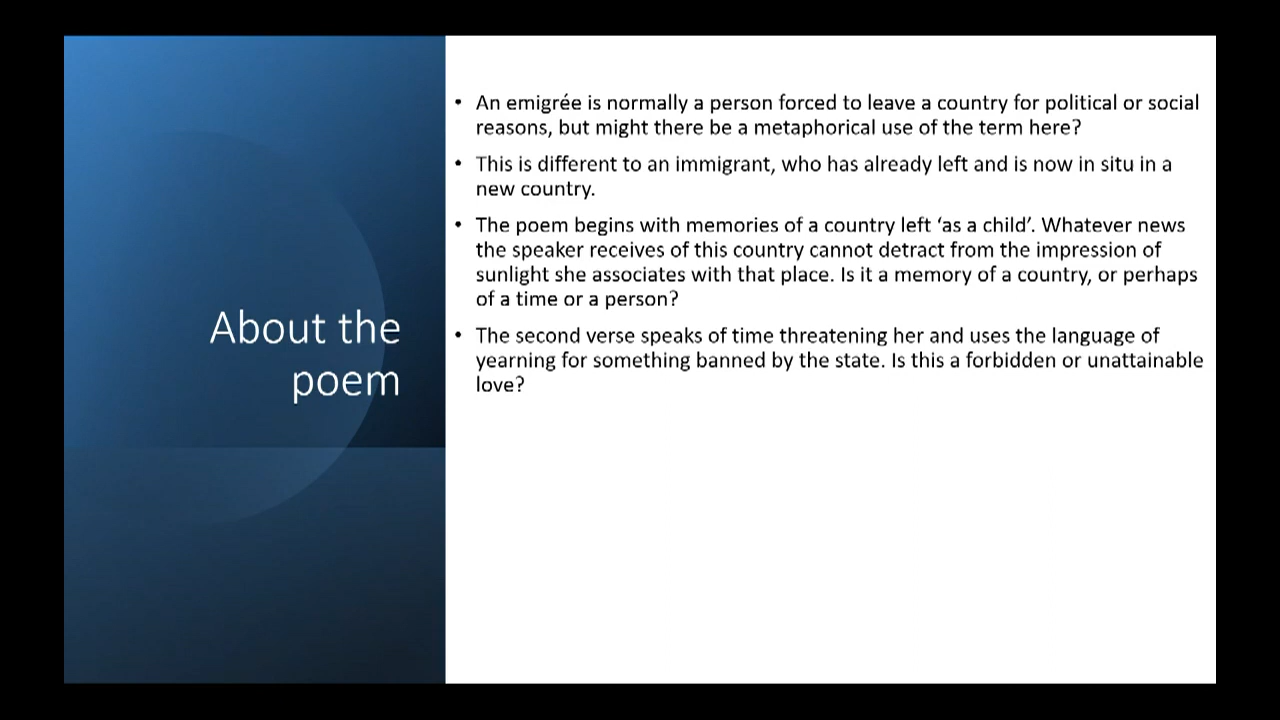 About the
poem
• An emigrée is normally a person forced to leave a country for political or social
reasons, but might there be a metaphorical use of the term here?
• This is different to an immigrant, who has already left and is now in situ in a
new country.
• The poem begins with memories of a country left ‘as a child’. Whatever news
the speaker receives of this country cannot detract from the impression of
sunlight she associates with that place. Is it a memory of a country, or perhaps
of a time or a person?
• The second verse speaks of time threatening her and uses the language of
yearning for something banned by the state. Is this a forbidden or unattainable
love?